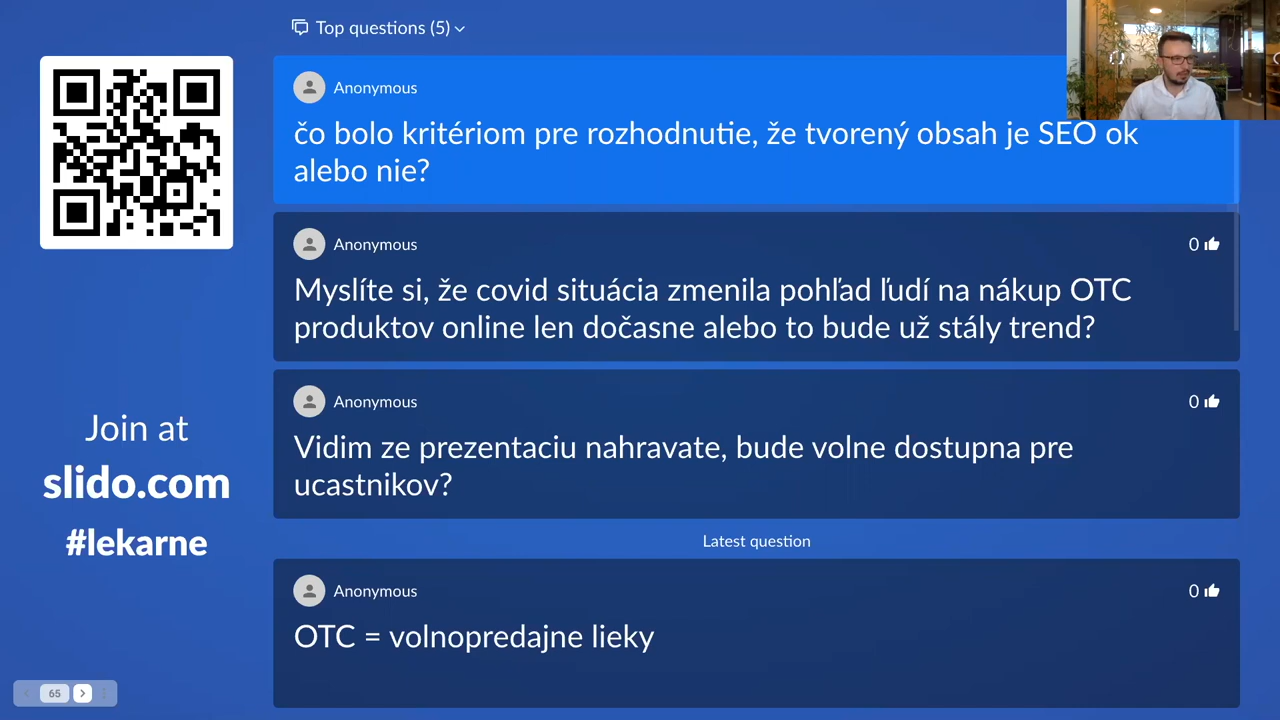 Top questions (5)
Anonymous
čo bolo kritériom pre rozhodnutie, že tvorený obsah je SEO ok
alebo nie?
Anonymous
0
Myslíte si, že covid situácia zmenila pohľad ľudí na nákup OTC
produktov online len dočasne alebo to bude už stály trend?
Anonymous
0
Vidim ze prezentaciu nahravate, bude volne dostupna pre
ucastnikov?
Latest question
Anonymous
0
OTC = volnopredajne lieky
Join at
slido.com
#lekarne
65